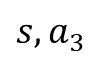 s, a₃